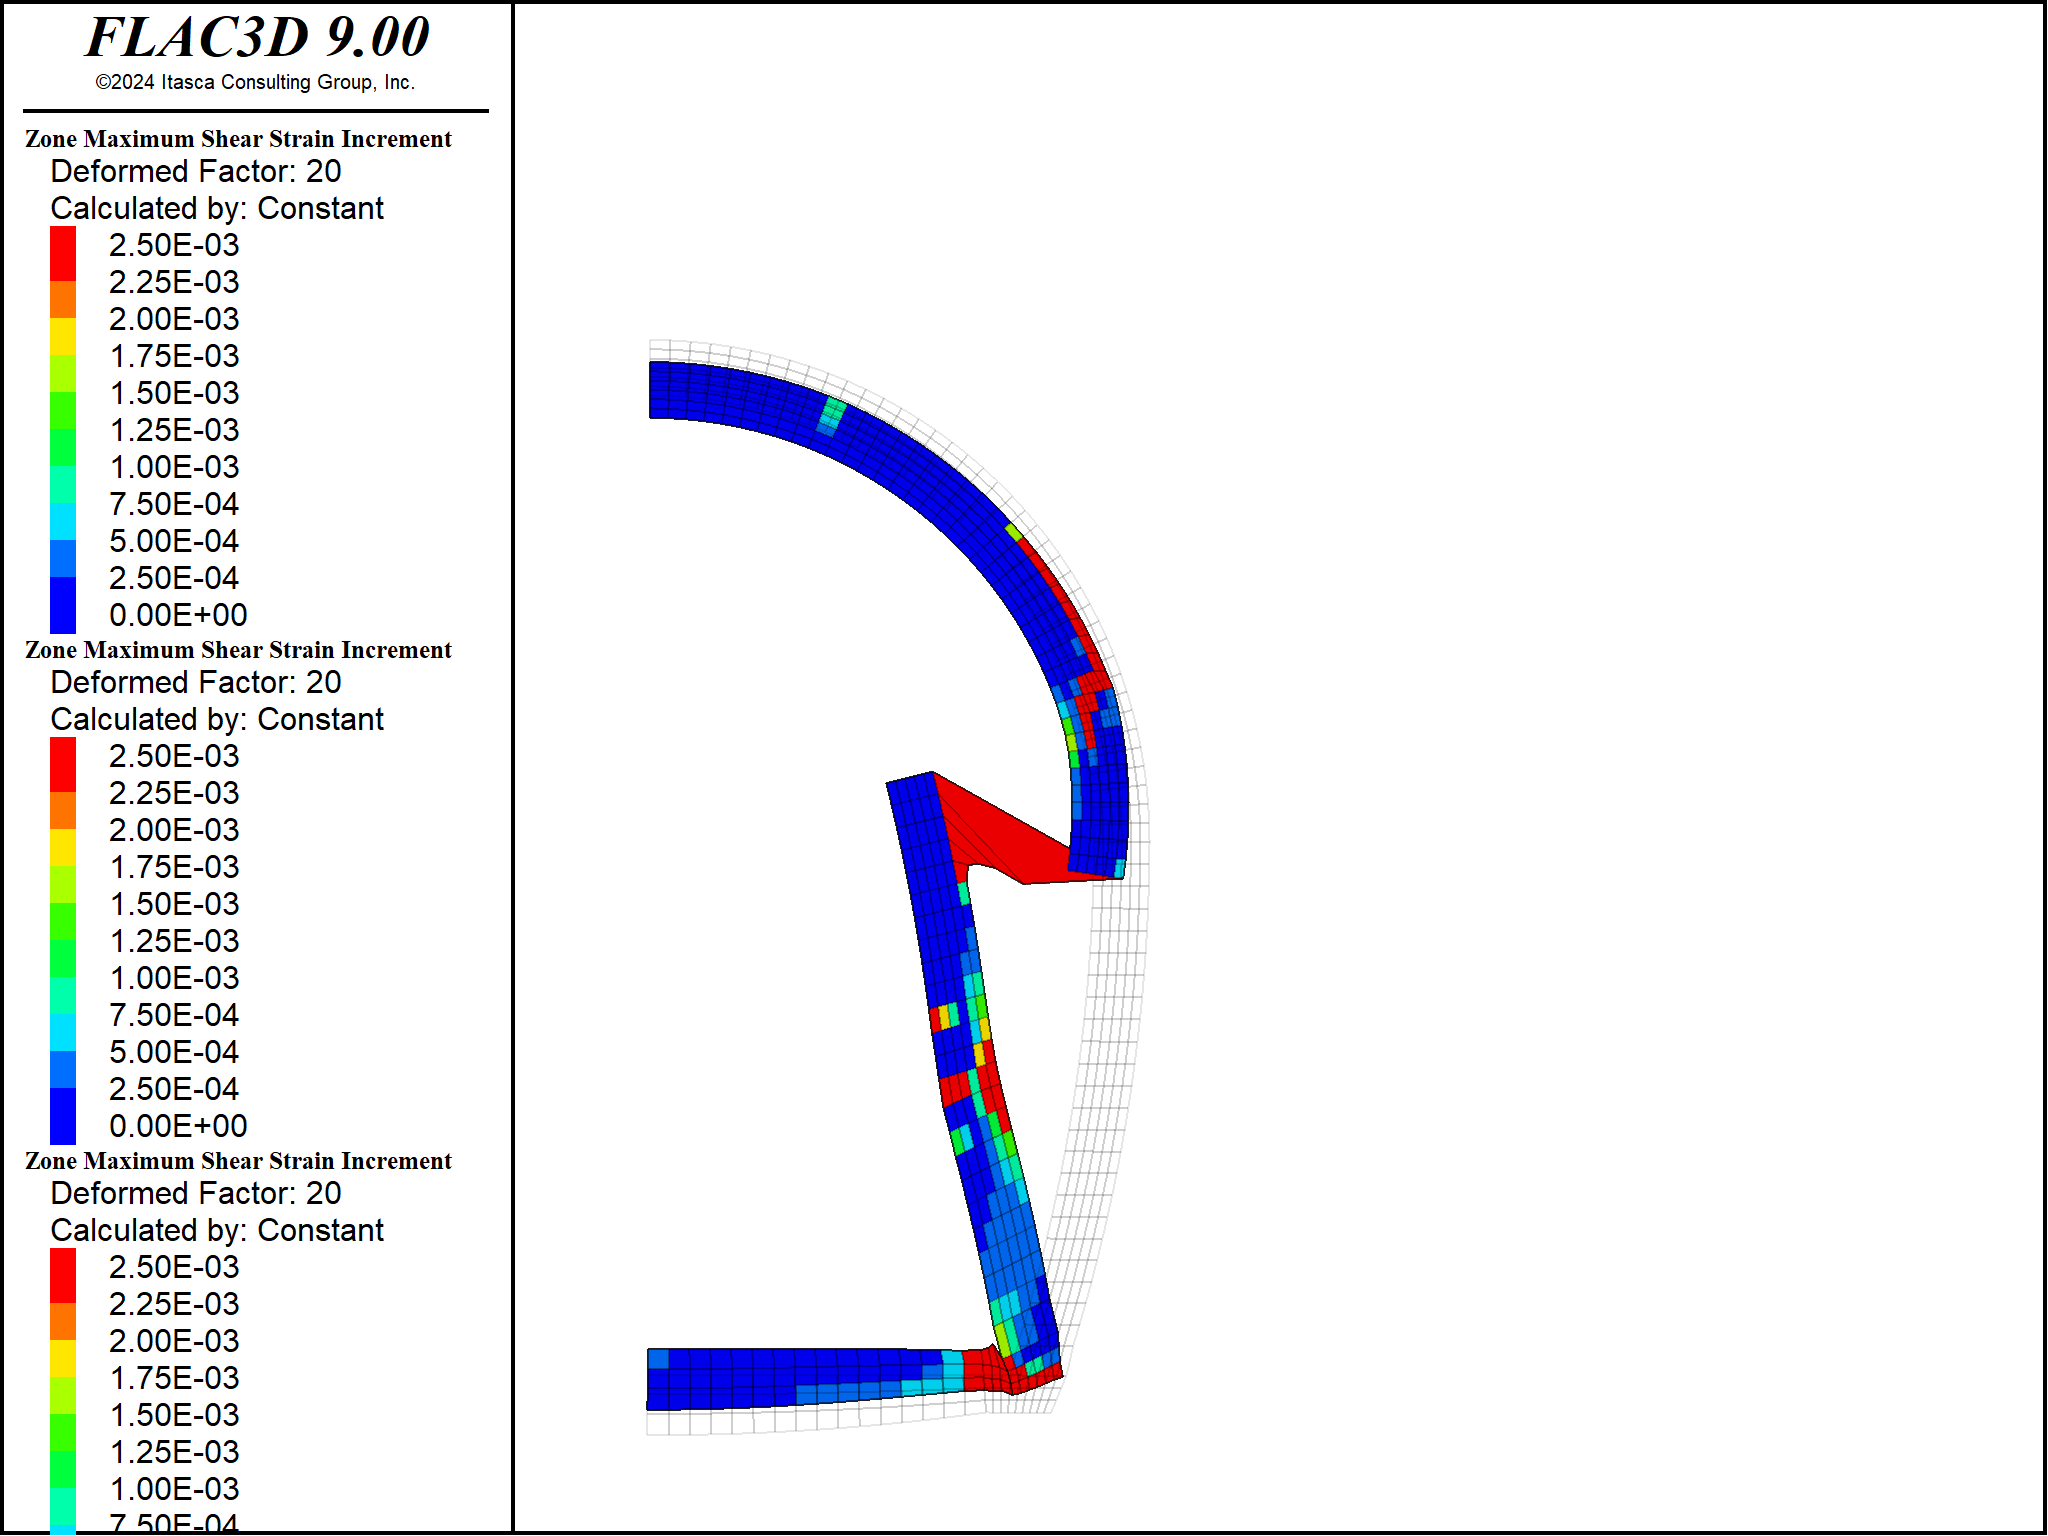 FLAC3D 9.00
©2024 Itasca Consulting Group, Inc.
Zone Maximum Shear Strain Increment
Deformed Factor: 20
Calculated by: Constant
2.50E-03
2.25E-03
2.00E-03
1.75E-03
1.50E-03
1.25E-03
1.00E-03
7.50E-04
5.00E-04
2.50E-04
0.00E+00
Zone Maximum Shear Strain Increment
Deformed Factor: 20
Calculated by: Constant
2.50E-03
2.25E-03
2.00E-03
1.75E-03
1.50E-03
1.25E-03
1.00E-03
7.50E-04
5.00E-04
2.50E-04
0.00E+00
Zone Maximum Shear Strain Increment
Deformed Factor: 20
Calculated by: Constant
2.50E-03
2.25E-03
2.00E-03
1.75E-03
1.50E-03
1.25E-03
1.00E-03
7.50E-04